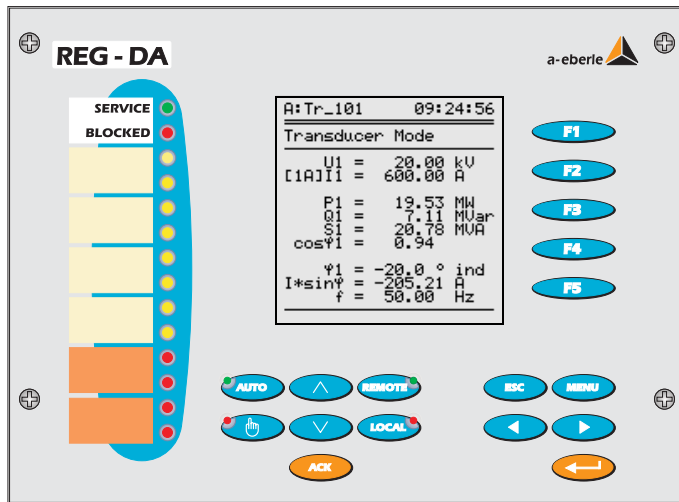 REG - DA
a-eberle
SERVICE
BLOCKED
A:Tr_101 09:24:56
Transducer Mode
U1 = 20.00 kV
[1A]I1 = 600.00 A
P1 = 19.53 MW
Q1 = 7.11 MVar
S1 = 20.78 MVA
cosφ1 = 0.94
φ1 = -20.0 ° ind
I*sinφ = -205.21 A
f = 50.00 Hz
F1
F2
F3
F4
F5
AUTO
REMOTE
ESC
MENU
LOCAL
ACK